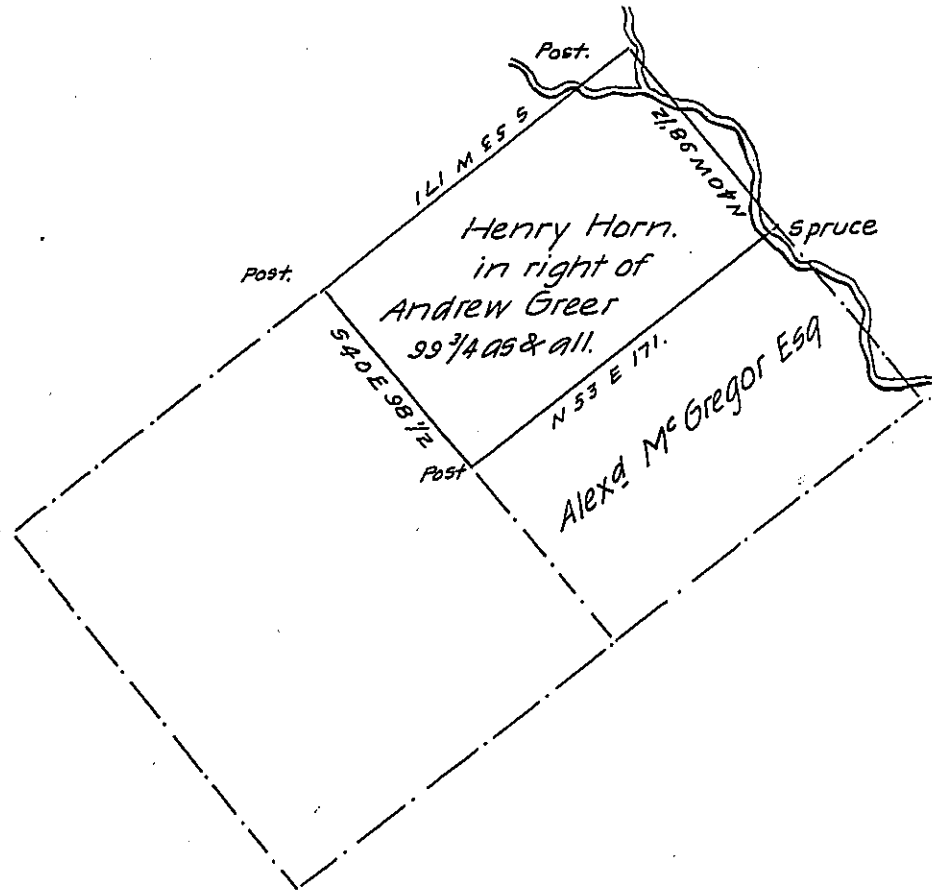 Post.
S 53 W 171
N 40 W 98 1/2
Henry Horn.
in right of
Andrew Greer
99 3/4 as & all.
Spruce
Post.
S 40 E 98 1/2
N 53 E 171.
Post
Alexd McGregor Esq